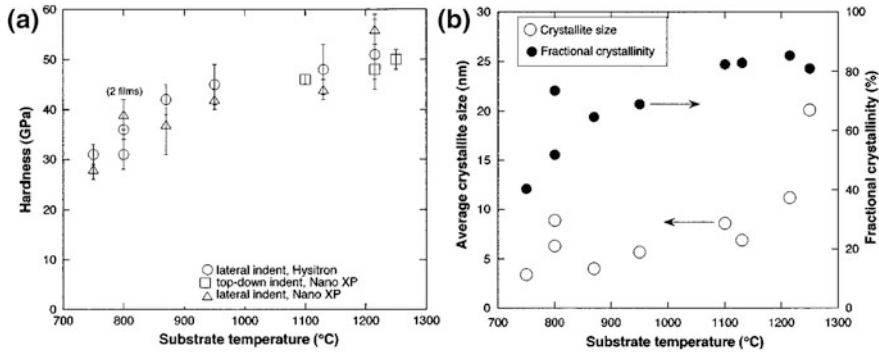 (a)
60
50
40
30
20
10
0
Hardness (GPa)
(2 films)
lateral indent, Hysitron
top-down indent, Nano XP
lateral indent, Nano XP
700 800 900 1000 1100 1200 1300
Substrate temperature (°C)
(b)
30
25
20
15
10
5
0
Average crystallite size (nm)
Crystallite size
Fractional crystallinity
100
80
60
40
20
0
Fractional crystallinity (%)
700 800 900 1000 1100 1200 1300
Substrate temperature (°C)